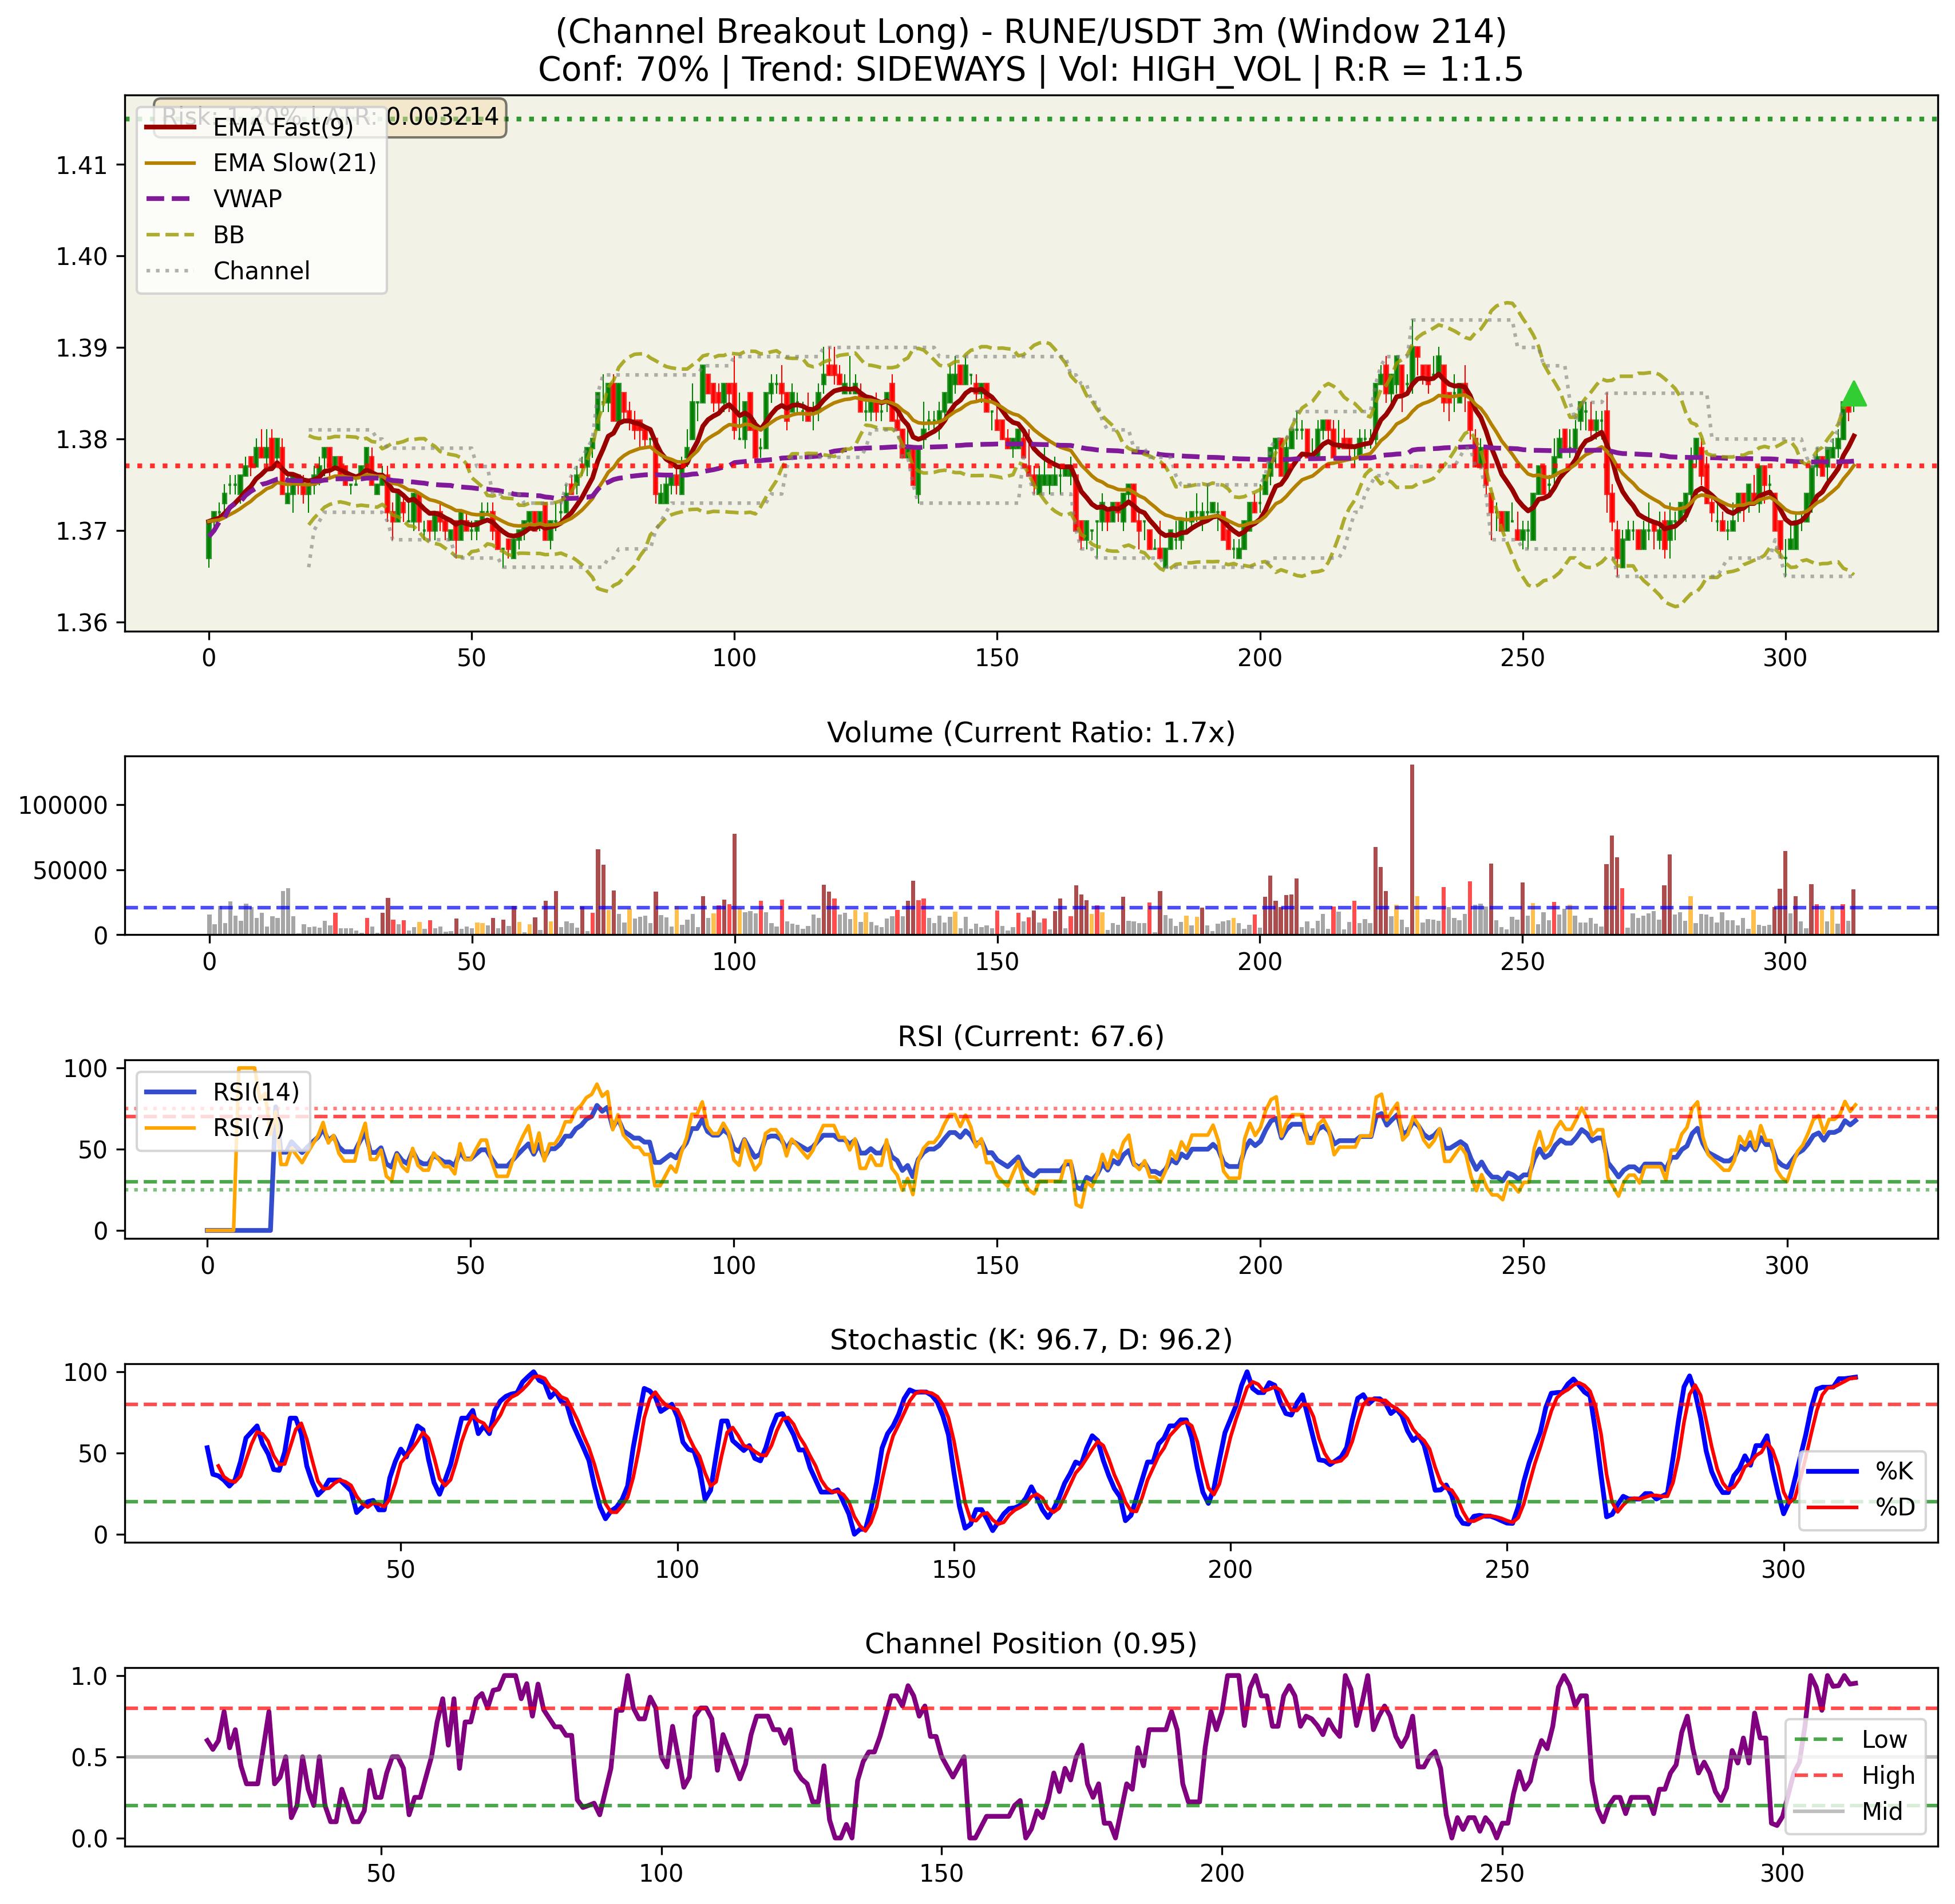 (Channel Breakout Long) - RUNE/USDT 3m (Window 214)
Conf: 70% | Trend: SIDEWAYS | Vol: HIGH_VOL | R:R = 1:1.5
Risk: 1.20% | ATR: 0.003214
EMA Fast(9)
EMA Slow(21)
VWAP
BB
Channel
1.41
1.40
1.39
1.38
1.37
1.36
0 50 100 150 200 250 300
Volume (Current Ratio: 1.7x)
100000
50000
0
0 50 100 150 200 250 300
RSI (Current: 67.6)
RSI(14)
RSI(7)
100
50
0
0 50 100 150 200 250 300
Stochastic (K: 96.7, D: 96.2)
100
50
0
%K
%D
50 100 150 200 250 300
Channel Position (0.95)
1.0
0.5
0.0
Low
High
Mid
50 100 150 200 250 300